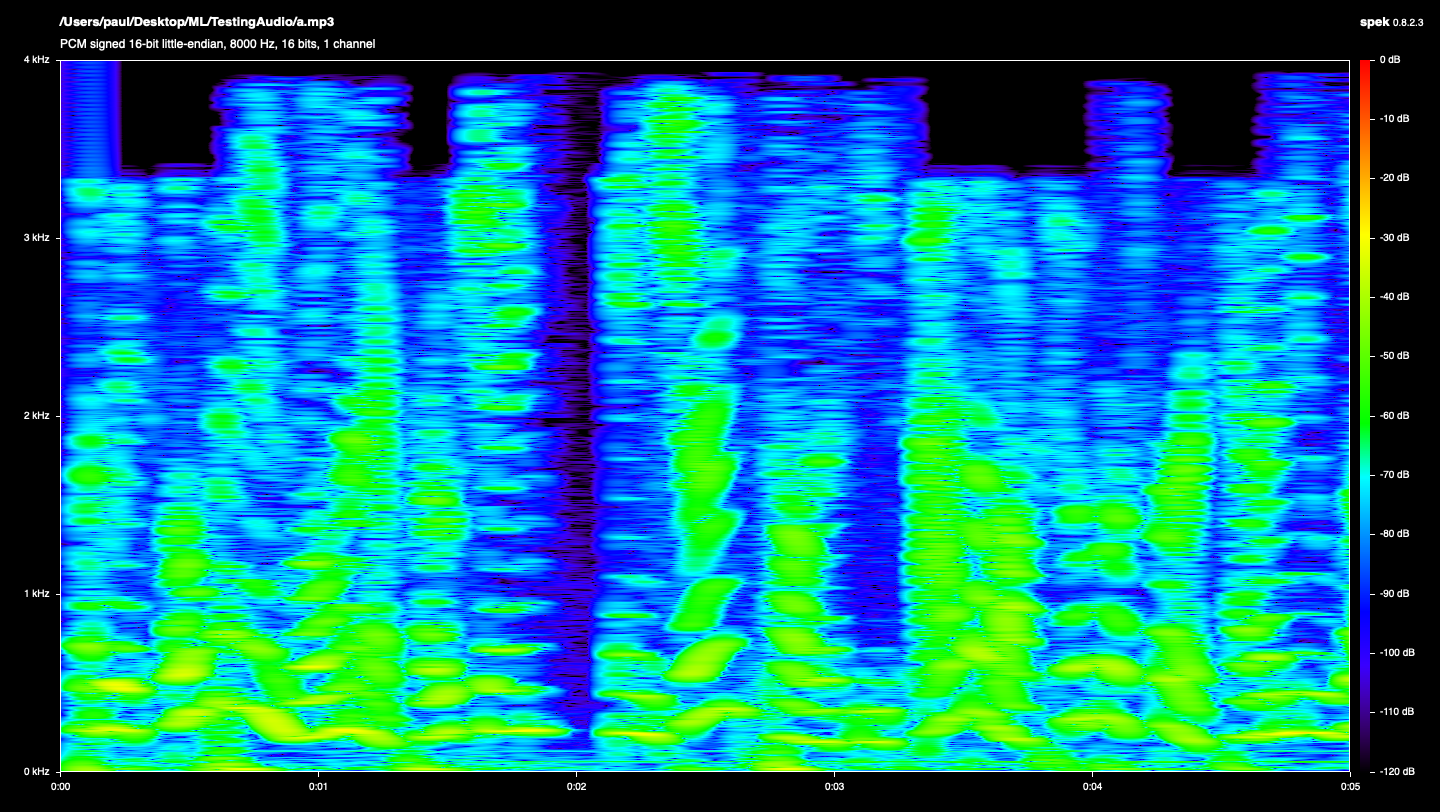 /Users/paul/Desktop/ML/TestingAudio/a.mp3
spek 0.8.2.3
PCM signed 16-bit little-endian, 8000 Hz, 16 bits, 1 channel
4 kHz
3 kHz
2 kHz
1 kHz
0 kHz
0:00
0:01
0:02
0:03
0:04
0:05
0 dB
-10 dB
-20 dB
-30 dB
-40 dB
-50 dB
-60 dB
-70 dB
-80 dB
-90 dB
-100 dB
-110 dB
-120 dB